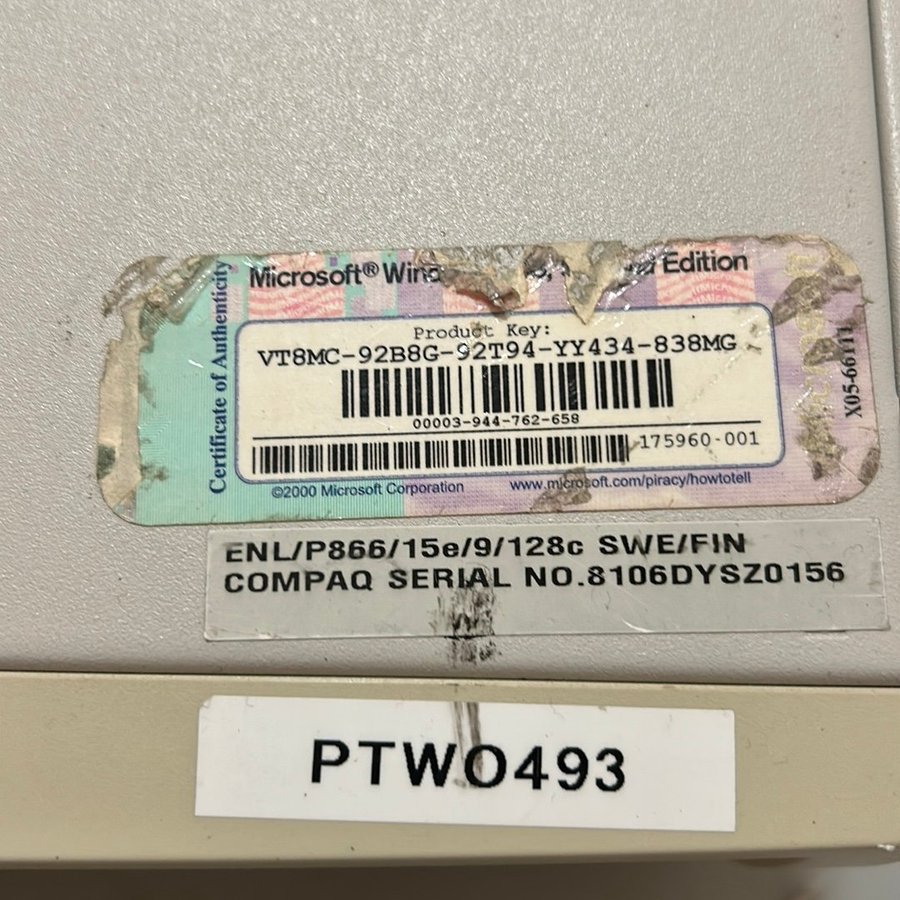 Microsoft® Edition
Certificate of Authenticity
Product Key:
VT8MC-92B8G-92T94-YY434-838MG
00003-944-762-658
175960-001
©2000 Microsoft Corporation www.microsoft.com/piracy/howtotell
X05-66111
ENL/P866/15e/9/128c SWE/FIN
COMPAQ SERIAL NO.8106DYSZ0156
PTWO493